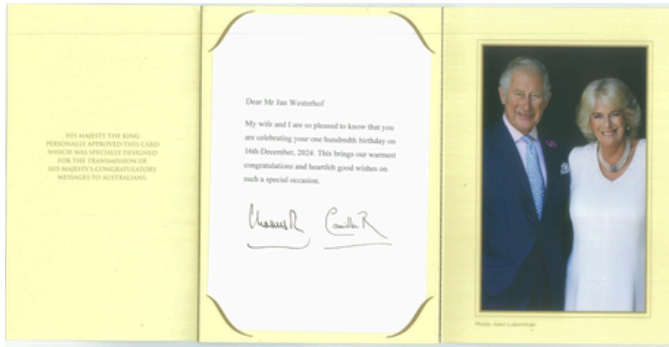 HIS MAJESTY THE KING
PERSONALLY APPROVED THIS CARD
WHICH WAS SPECIALLY DESIGNED
FOR THE TRANSMISSION OF
HIS MAJESTY'S CONGRATULATORY
MESSAGES TO AUSTRALIANS
Dear Mr Jan Westerhof
My wife and I are so pleased to know that you
are celebrating your one hundredth birthday on
16th December, 2024. This brings our warmest
congratulations and heartfelt good wishes on
such a special occasion.
Charles R Camilla R
Photo: